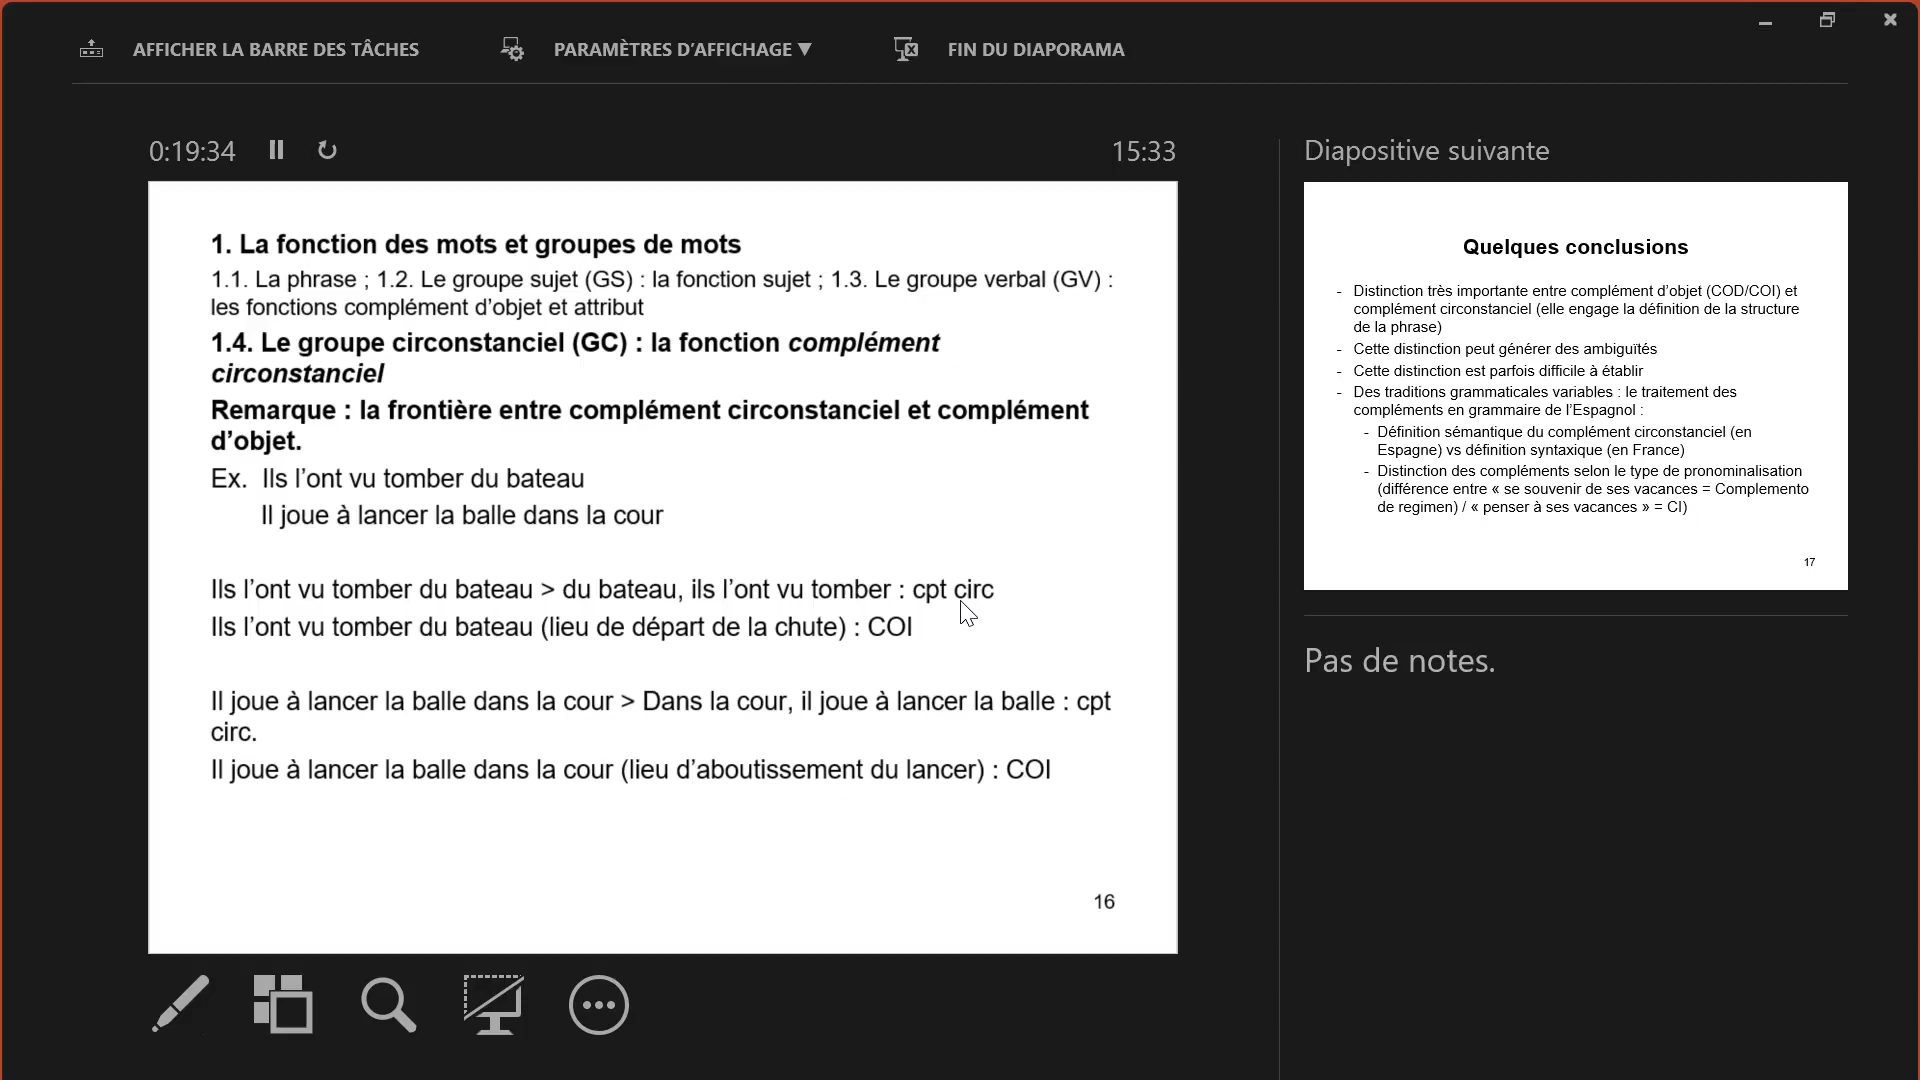 AFFICHER LA BARRE DES TÂCHES
PARAMÈTRES D'AFFICHAGE ▼
FIN DU DIAPORAMA
0:19:34
15:33
1. La fonction des mots et groupes de mots
1.1. La phrase ; 1.2. Le groupe sujet (GS) : la fonction sujet ; 1.3. Le groupe verbal (GV) :
les fonctions complément d'objet et attribut
1.4. Le groupe circonstanciel (GC) : la fonction complément
circonstanciel
Remarque : la frontière entre complément circonstanciel et complément
d'objet.
Ex. Ils l'ont vu tomber du bateau
Il joue à lancer la balle dans la cour
Ils l'ont vu tomber du bateau > du bateau, ils l'ont vu tomber : cpt circ
Ils l'ont vu tomber du bateau (lieu de départ de la chute) : COI
Il joue à lancer la balle dans la cour > Dans la cour, il joue à lancer la balle : cpt
circ.
Il joue à lancer la balle dans la cour (lieu d'aboutissement du lancer) : COI
16
Diapositive suivante
Quelques conclusions
- Distinction très importante entre complément d'objet (COD/COI) et
complément circonstanciel (elle engage la définition de la structure
de la phrase)
- Cette distinction peut générer des ambiguïtés
- Cette distinction est parfois difficile à établir
- Des traditions grammaticales variables : le traitement des
compléments en grammaire de l'Espagnol :
- Définition sémantique du complément circonstanciel (en
Espagne) vs définition syntaxique (en France)
- Distinction des compléments selon le type de pronominalisation
(différence entre « se souvenir de ses vacances = Complemento
de regimen) / « penser à ses vacances » = CI)
17
Pas de notes.